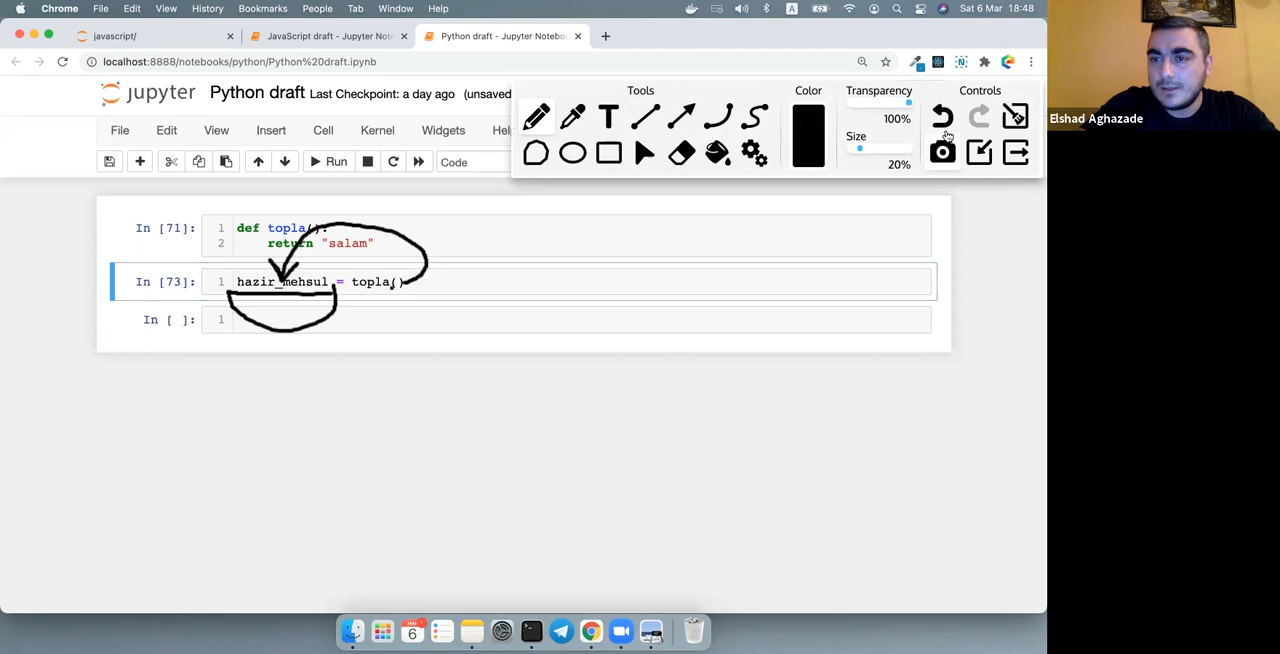 Chrome File Edit View History Bookmarks People Tab Window Help A Sat 6 Mar 18:48
javascript/
JavaScript draft - Jupyter Note
Python draft - Jupyter Notebo
localhost:8888/notebooks/python/Python%20draft.ipynb
jupyter Python draft Last Checkpoint: a day ago (unsaved
File Edit View Insert Cell Kernel Widgets Hel
Run Code
Tools Color Transparency Controls
100%
Size
20%
T
Elshad Aghazade
In [71]: 1 def topla():
2 return "salam"
In [73]: 1 hazir_mehsul = topla()
In [ ]: 1
6